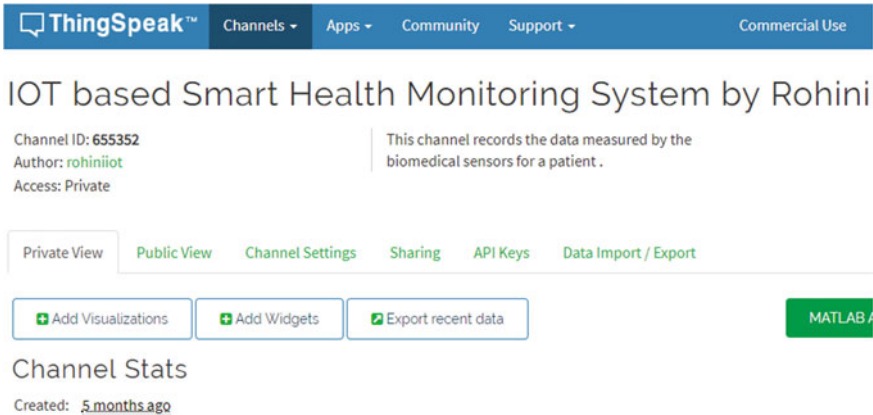 ThingSpeak™ Channels Apps Community Support Commercial Use
IOT based Smart Health Monitoring System by Rohini
Channel ID: 655352
Author: rohiniiot
Access: Private
This channel records the data measured by the
biomedical sensors for a patient .
Private View Public View Channel Settings Sharing API Keys Data Import / Export
Add Visualizations Add Widgets Export recent data MATLAB A
Channel Stats
Created: 5 months ago